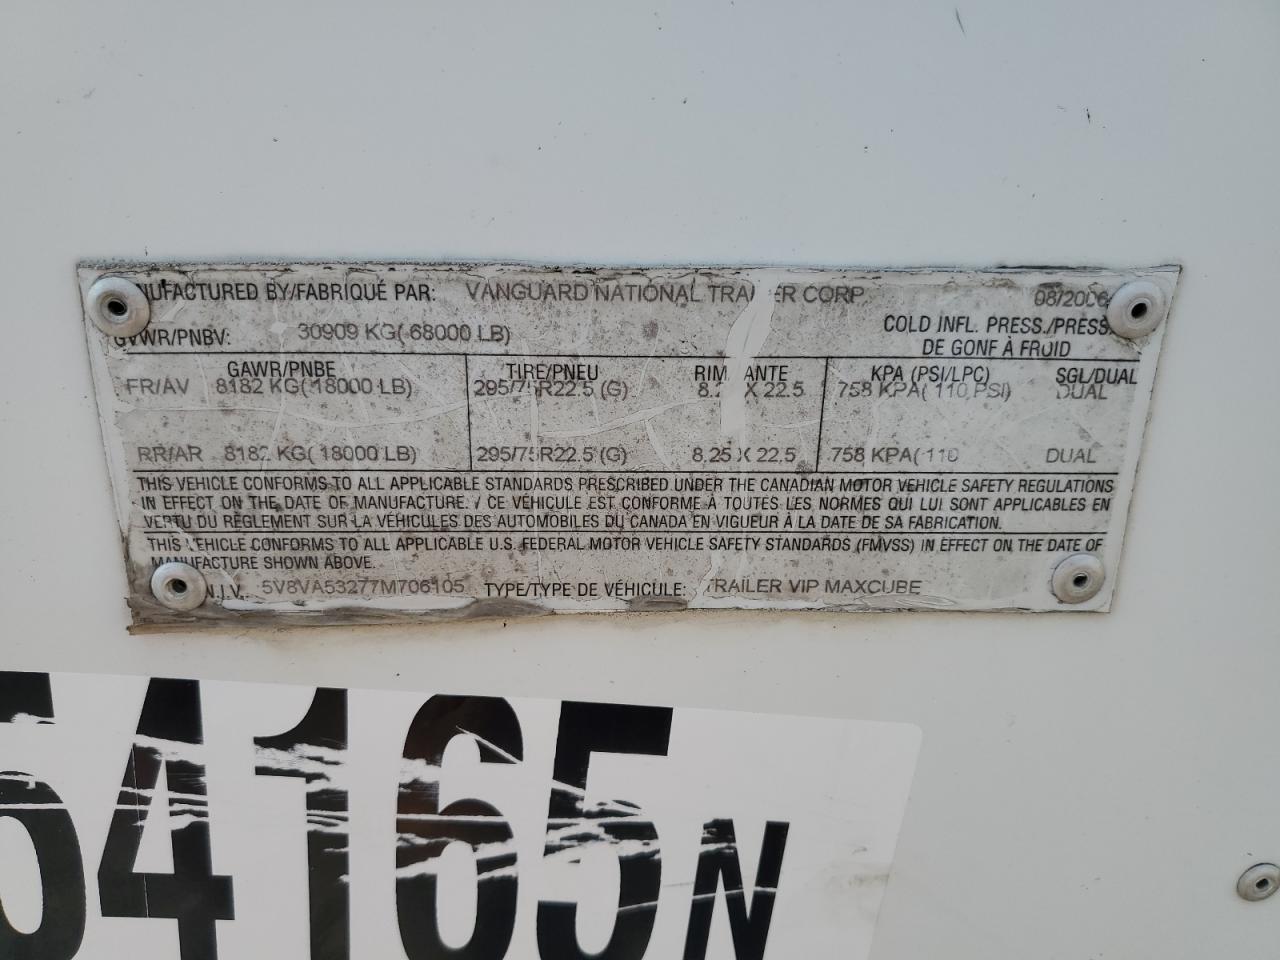 NUFACTURED BY/FABRIQUÉ PAR: VANGUARD NATIONAL TRA ER CORP. 08/2006
GVWR/PNBV: 30909 KG( 68000 LB) COLD INFL. PRESS./PRESS.
DE GONF À FROID
GAWR/PNBE TIRE/PNEU RIM ANTE KPA (PSI/LPC) SGL/DUAL
FR/AV 8182 KG( 18000 LB) 295/75R22.5 (G) 8.2 X 22.5 758 KPA( 110 PSI) DUAL
RR/AR 8182 KG( 18000 LB) 295/75R22.5 (G) 8.25 X 22.5 758 KPA( 110 DUAL
THIS VEHICLE CONFORMS TO ALL APPLICABLE STANDARDS PRESCRIBED UNDER THE CANADIAN MOTOR VEHICLE SAFETY REGULATIONS
IN EFFECT ON THE DATE OF MANUFACTURE. / CE VÉHICULE EST CONFORME À TOUTES LES NORMES QUI LUI SONT APPLICABLES EN
VERTU DU RÈGLEMENT SUR LA VÉHICULES DES AUTOMOBILES DU CANADA EN VIGUEUR À LA DATE DE SA FABRICATION.
THIS VEHICLE CONFORMS TO ALL APPLICABLE U.S. FEDERAL MOTOR VEHICLE SAFETY STANDARDS (FMVSS) IN EFFECT ON THE DATE OF
MANUFACTURE SHOWN ABOVE.
N.I.V. 5V8VA53277M706105 TYPE/TYPE DE VÉHICULE: TRAILER VIP MAXCUBE
54165N